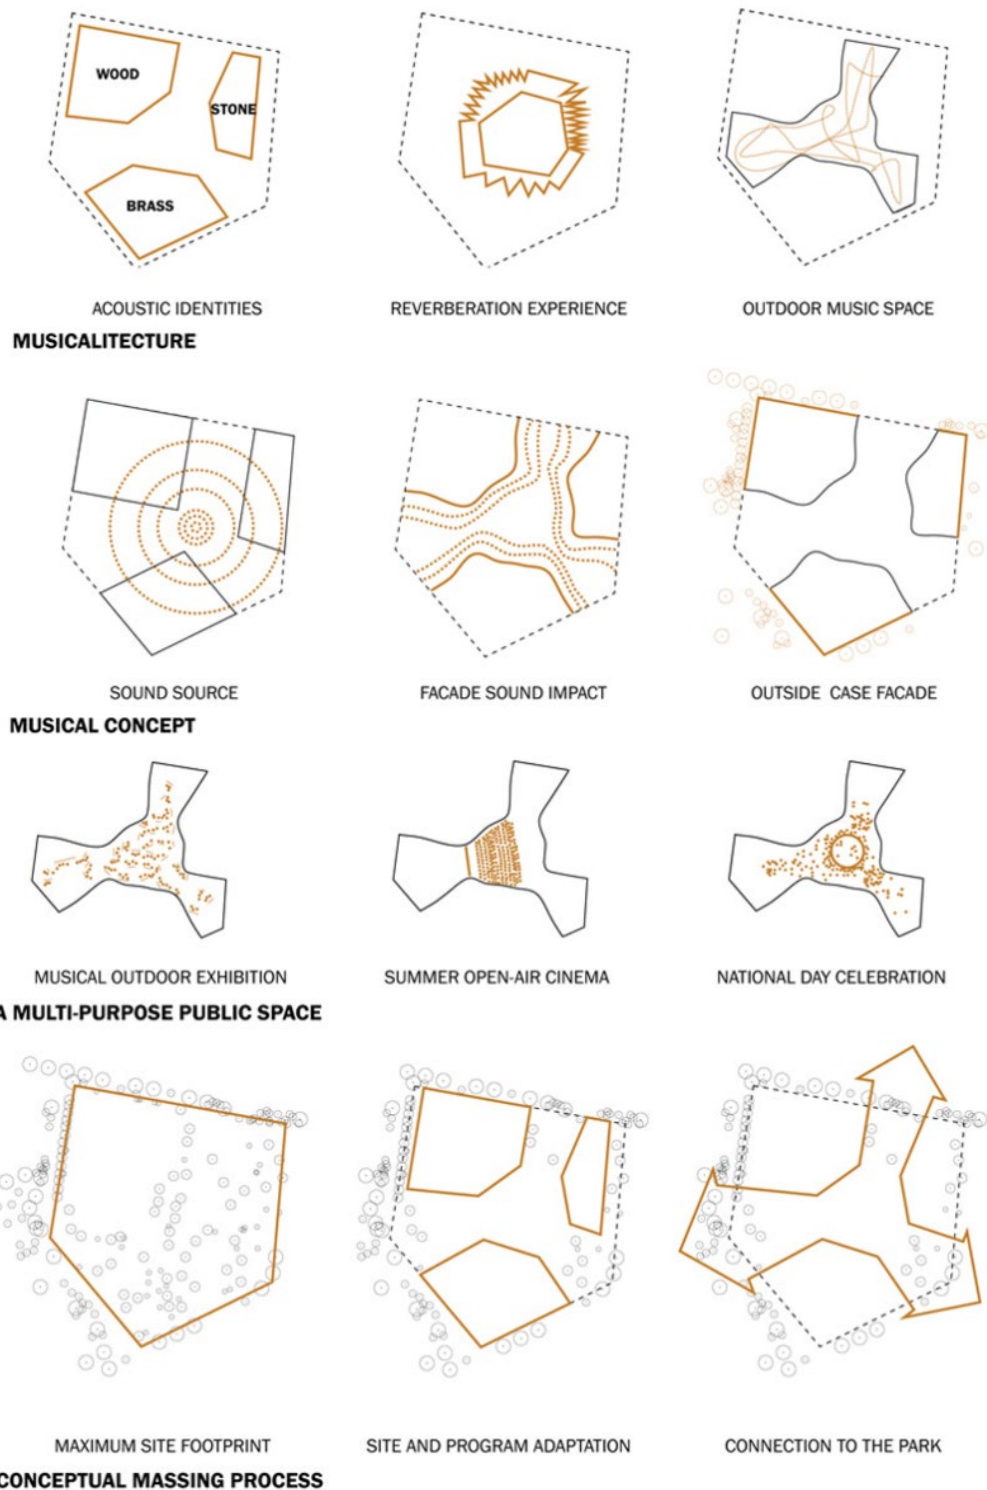 WOOD
STONE
BRASS
ACOUSTIC IDENTITIES
REVERBERATION EXPERIENCE
OUTDOOR MUSIC SPACE
MUSICALITECTURE
SOUND SOURCE
FACADE SOUND IMPACT
OUTSIDE CASE FACADE
MUSICAL CONCEPT
MUSICAL OUTDOOR EXHIBITION
SUMMER OPEN-AIR CINEMA
NATIONAL DAY CELEBRATION
A MULTI-PURPOSE PUBLIC SPACE
MAXIMUM SITE FOOTPRINT
SITE AND PROGRAM ADAPTATION
CONNECTION TO THE PARK
CONCEPTUAL MASSING PROCESS